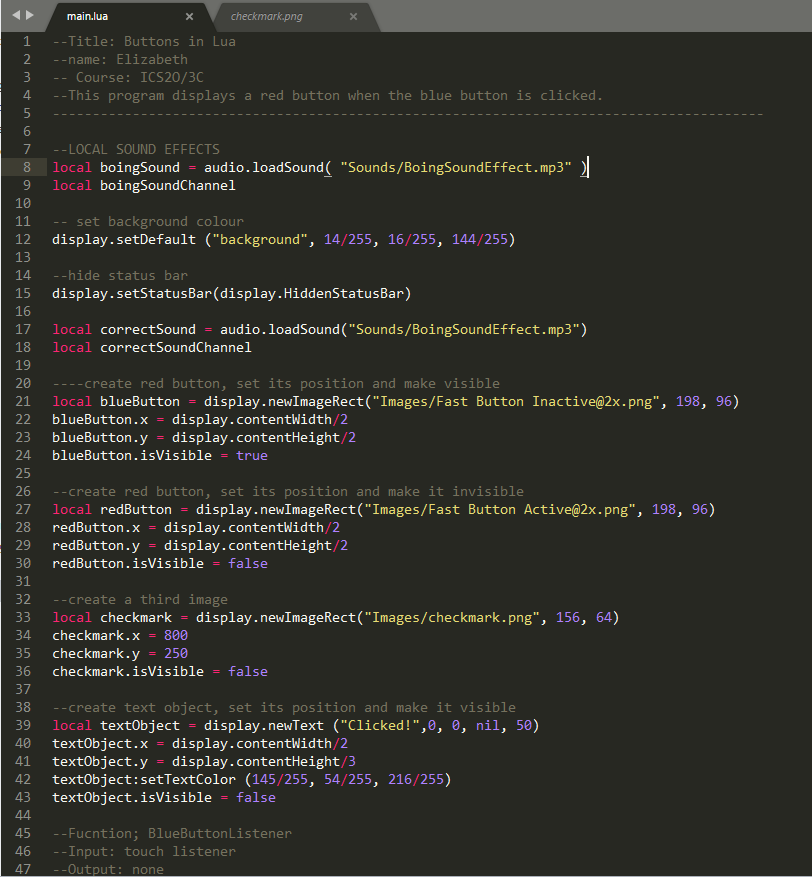 main.lua × checkmark.png ×
1 --Title: Buttons in Lua
2 --name: Elizabeth
3 -- Course: ICS2O/3C
4 --This program displays a red button when the blue button is clicked.
5 -----------------------------------------------------------------------------------------
6
7 --LOCAL SOUND EFFECTS
8 local boingSound = audio.loadSound( "Sounds/BoingSoundEffect.mp3" )
9 local boingSoundChannel
10
11 -- set background colour
12 display.setDefault ("background", 14/255, 16/255, 144/255)
13
14 --hide status bar
15 display.setStatusBar(display.HiddenStatusBar)
16
17 local correctSound = audio.loadSound("Sounds/BoingSoundEffect.mp3")
18 local correctSoundChannel
19
20 ----create red button, set its position and make visible
21 local blueButton = display.newImageRect("Images/Fast Button Inactive@2x.png", 198, 96)
22 blueButton.x = display.contentWidth/2
23 blueButton.y = display.contentHeight/2
24 blueButton.isVisible = true
25
26 --create red button, set its position and make it invisible
27 local redButton = display.newImageRect("Images/Fast Button Active@2x.png", 198, 96)
28 redButton.x = display.contentWidth/2
29 redButton.y = display.contentHeight/2
30 redButton.isVisible = false
31
32 --create a third image
33 local checkmark = display.newImageRect("Images/checkmark.png", 156, 64)
34 checkmark.x = 800
35 checkmark.y = 250
36 checkmark.isVisible = false
37
38 --create text object, set its position and make it visible
39 local textObject = display.newText ("Clicked!",0, 0, nil, 50)
40 textObject.x = display.contentWidth/2
41 textObject.y = display.contentHeight/3
42 textObject:setTextColor (145/255, 54/255, 216/255)
43 textObject.isVisible = false
44
45 --Fucntion; BlueButtonListener
46 --Input: touch listener
47 --Output: none